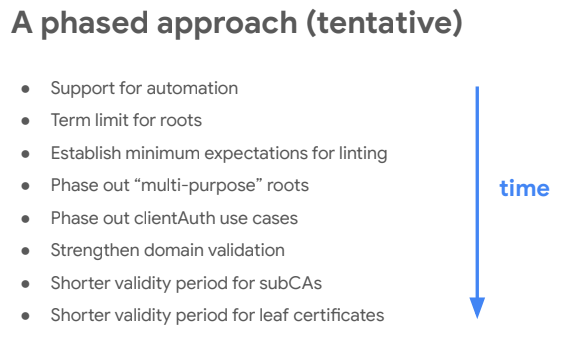 A phased approach (tentative)
● Support for automation
● Term limit for roots
● Establish minimum expectations for linting
● Phase out “multi-purpose” roots
● Phase out clientAuth use cases
● Strengthen domain validation
● Shorter validity period for subCAs
● Shorter validity period for leaf certificates
time